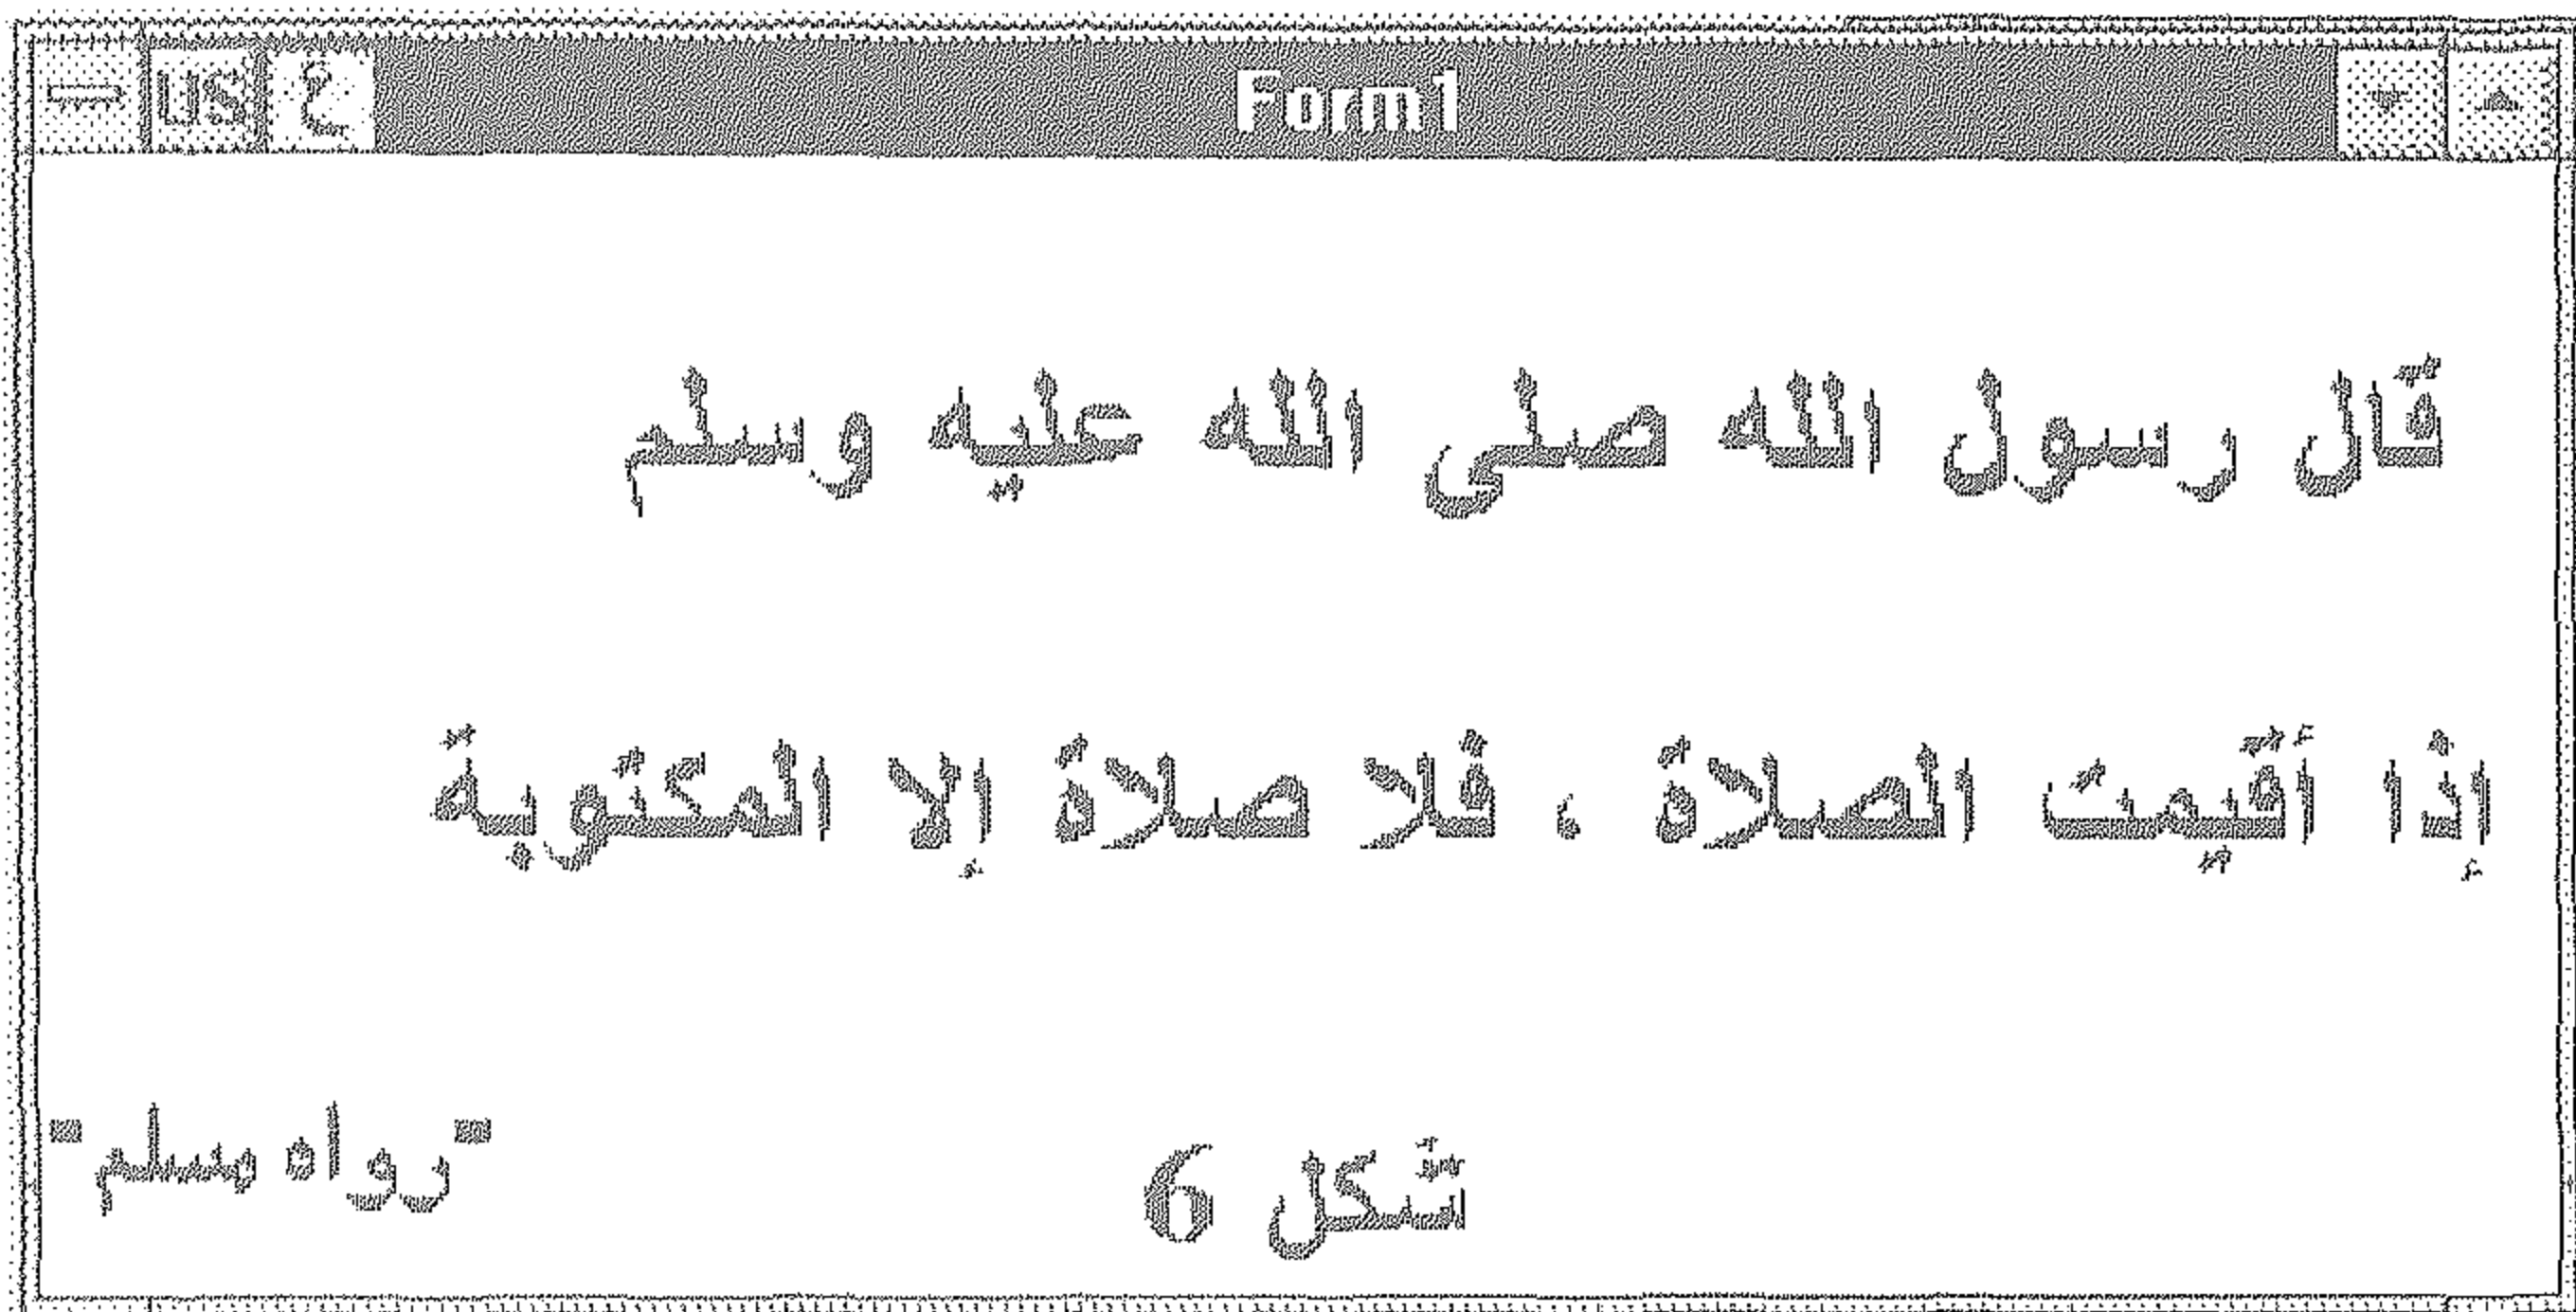 US ع Form1
قال رسول الله صلى الله عليه وسلم
إذا أقيمت الصلاة ، فلا صلاة إلا المكتوبة
"رواه مسلم"
شكل 6